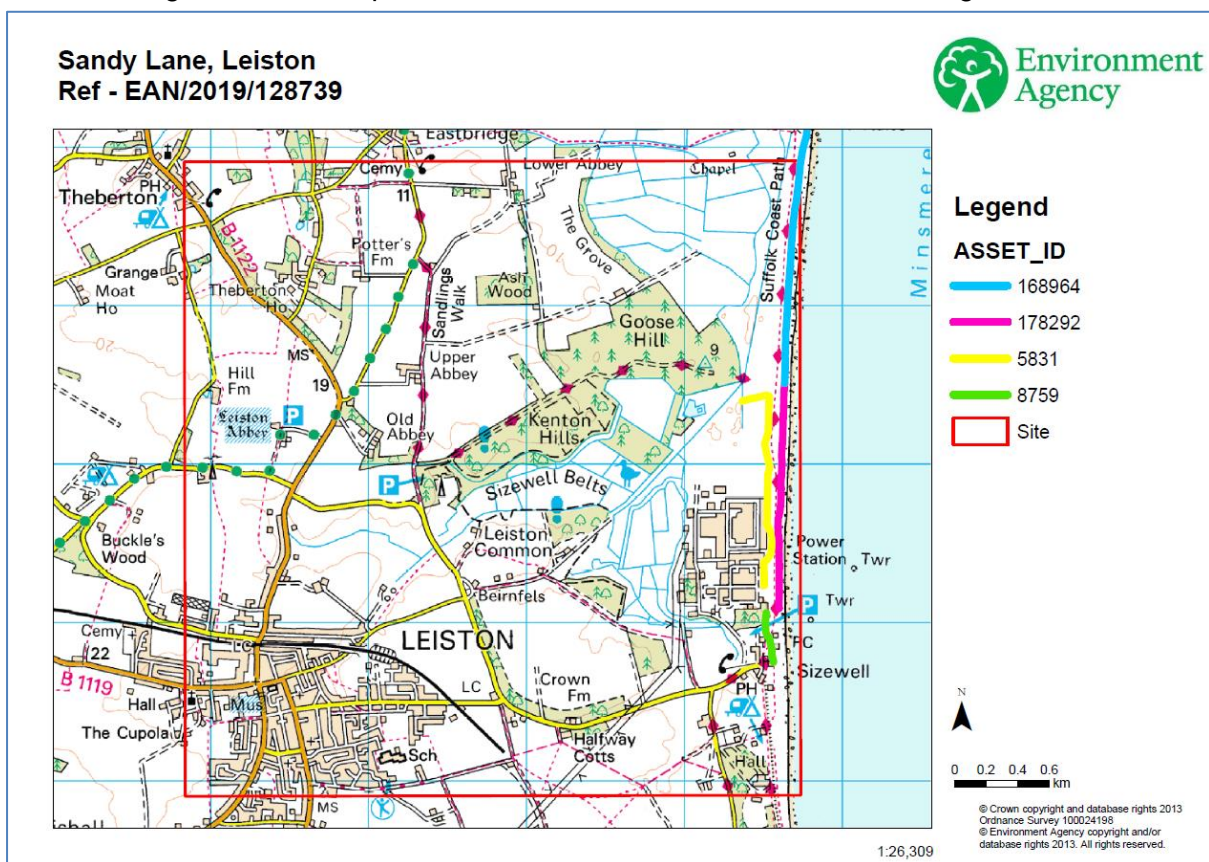 Sandy Lane, Leiston
Ref - EAN/2019/128739
Environment
Agency
Eastbridge
Cemy
Lower Abbey
Chapel
PH
Theberton
11
The Grove
Suffolk Coast Path
Minsmere
B 1122
Potter's
Fm
Grange
Moat
Ho
Theberton
Ho
Sandlings
Walk
Ash
Wood
10
Goose
Hill
9
20
MS
Upper
Abbey
Hill
Fm
19
Leiston
Abbey
P
Old
Abbey
Kenton
Hills
P
Sizewell Belts
Buckle's
Wood
Leiston
Common
Power
Station
Twr
Beirnfels
Twr
P
Cemy
22
LC
LEISTON
PC
Sizewell
B 1119
Hall
Mus
LC
Crown
Fm
PH
The Cupola
Halfway
Cotts
Sch
Hall
MS
Legend
ASSET_ID
168964
178292
5831
8759
Site
N
0 0.2 0.4 0.6
km
© Crown copyright and database rights 2013
Ordnance Survey 100024198
© Environment Agency copyright and/or
database rights 2013. All rights reserved.
1:26,309